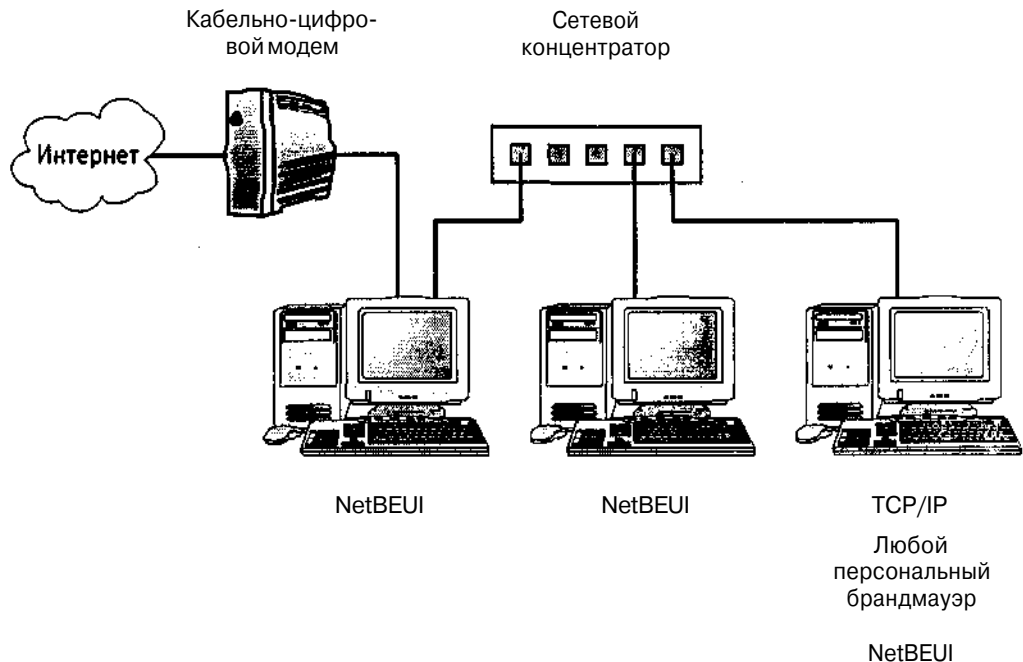 Кабельно-цифро-
вой модем
Сетевой
концентратор
Интернет
NetBEUI
NetBEUI
TCP/IP
Любой
персональный
брандмауэр
NetBEUI